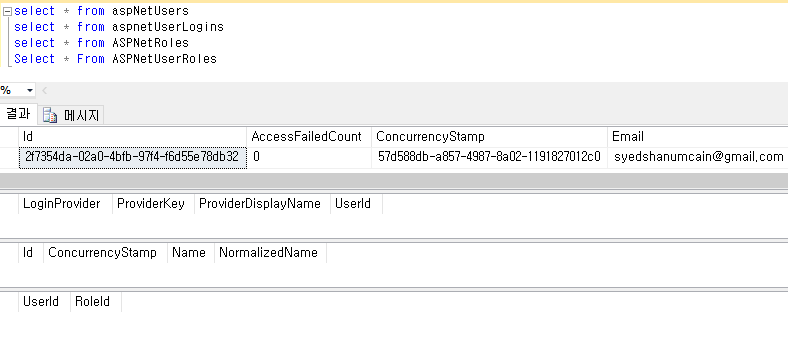 select * from aspNetUsers
select * from aspnetUserLogins
select * from ASPNetRoles
Select * From ASPNetUserRoles
%
결과 메시지
Id AccessFailedCount ConcurrencyStamp Email
2f7354da-02a0-4bfb-97f4-f6d55e78db32 0 57d588db-a857-4987-8a02-1191827012c0 syedshanumcain@gmail.com
LoginProvider ProviderKey ProviderDisplayName UserId
Id ConcurrencyStamp Name NormalizedName
UserId RoleId